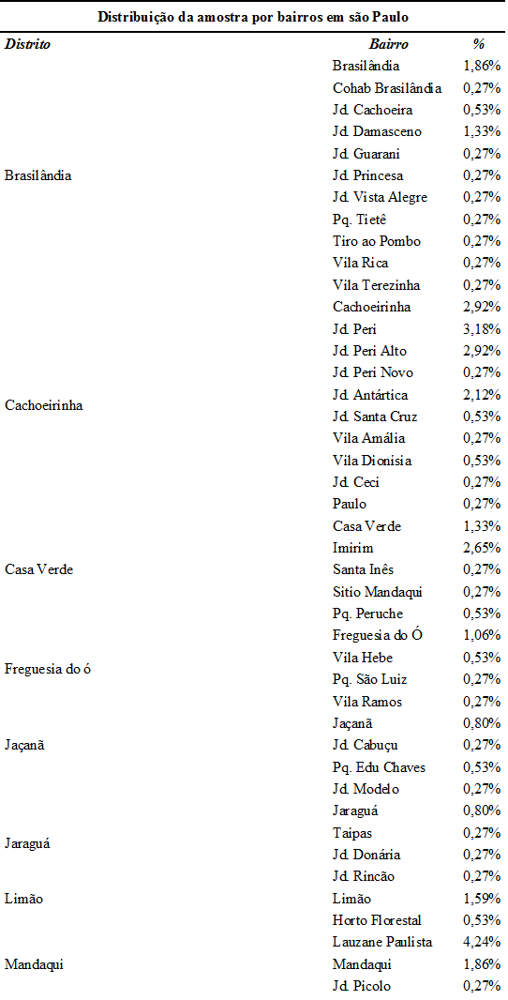 Distribuição da amostra por bairros em são Paulo
Distrito Bairro %
Brasilândia 1,86%
Cohab Brasilândia 0,27%
Jd. Cachoeira 0,53%
Jd. Damasceno 1,33%
Jd. Guarani 0,27%
Brasilândia Jd. Princesa 0,27%
Jd. Vista Alegre 0,27%
Pq. Tietê 0,27%
Tiro ao Pombo 0,27%
Vila Rica 0,27%
Vila Terezinha 0,27%
Cachoeirinha 2,92%
Jd. Peri 3,18%
Jd. Peri Alto 2,92%
Jd. Peri Novo 0,27%
Jd. Antártica 2,12%
Cachoeirinha
Jd. Santa Cruz 0,53%
Vila Amália 0,27%
Vila Dionísia 0,53%
Jd. Ceci 0,27%
Paulo 0,27%
Casa Verde 1,33%
Imirim 2,65%
Casa Verde Santa Inês 0,27%
Sitio Mandaqui 0,27%
Pq. Peruche 0,53%
Freguesia do Ó 1,06%
Vila Hebe 0,53%
Freguesia do ó
Pq. São Luiz 0,27%
Vila Ramos 0,27%
Jaçanã 0,80%
Jaçanã Jd. Cabuçu 0,27%
Pq. Edu Chaves 0,53%
Jd. Modelo 0,27%
Jaraguá 0,80%
Taipas 0,27%
Jaraguá
Jd. Donária 0,27%
Jd. Rincão 0,27%
Limão Limão 1,59%
Horto Florestal 0,53%
Lauzane Paulista 4,24%
Mandaqui Mandaqui 1,86%
Jd. Picolo 0,27%